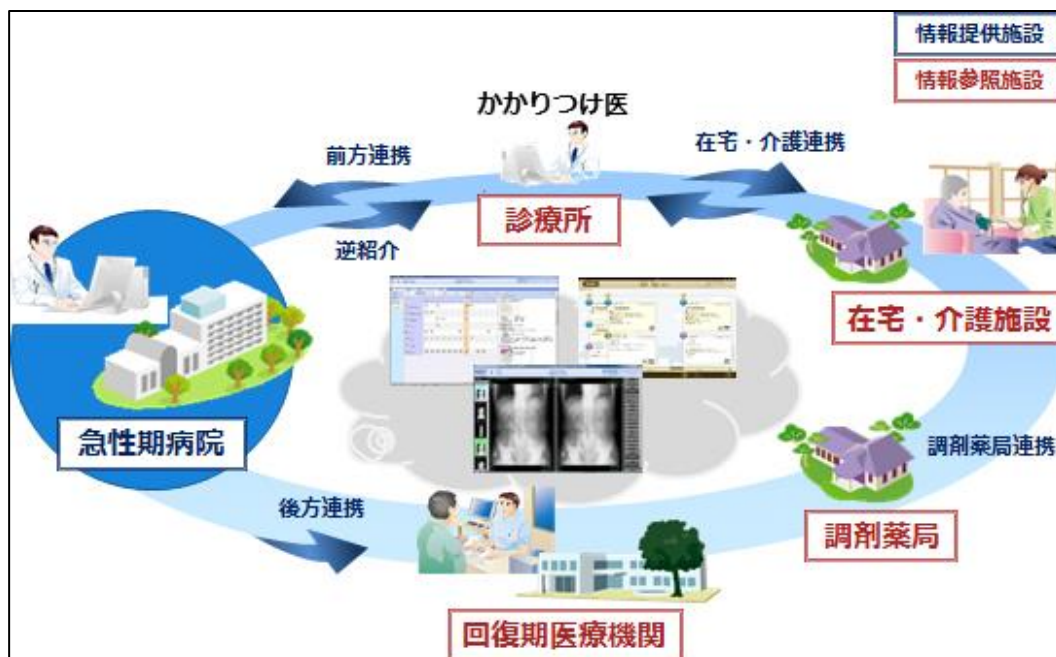 情報提供施設
情報参照施設
かかりつけ医
前方連携
在宅・介護連携
診療所
逆紹介
在宅・介護施設
急性期病院
調剤薬局連携
後方連携
調剤薬局
回復期医療機関